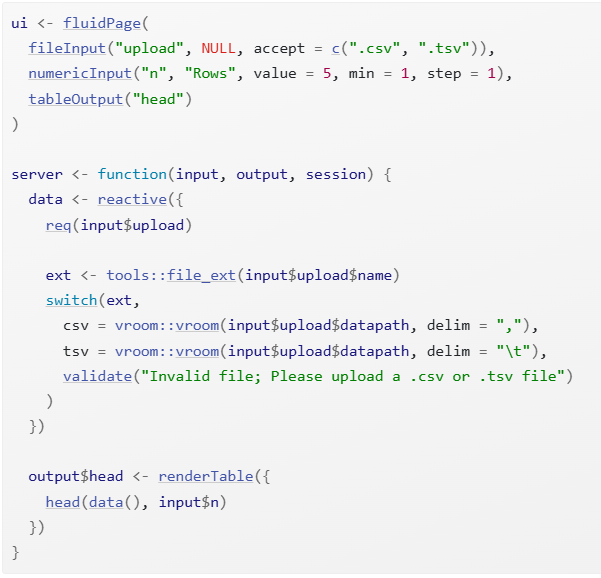 ui <- fluidPage(
  fileInput("upload", NULL, accept = c(".csv", ".tsv")),
  numericInput("n", "Rows", value = 5, min = 1, step = 1),
  tableOutput("head")
)

server <- function(input, output, session) {
  data <- reactive({
    req(input$upload)

    ext <- tools::file_ext(input$upload$name)
    switch(ext,
      csv = vroom::vroom(input$upload$datapath, delim = ","),
      tsv = vroom::vroom(input$upload$datapath, delim = "\t"),
      validate("Invalid file; Please upload a .csv or .tsv file")
    )
  })

  output$head <- renderTable({
    head(data(), input$n)
  })
}